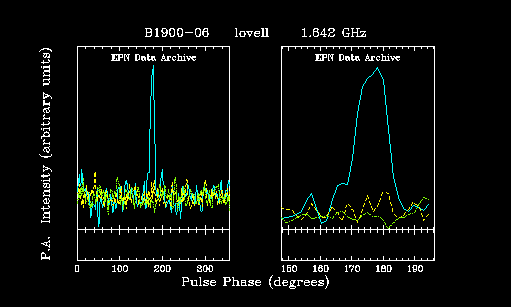 B1900-06 lovell 1.642 GHz
EPN Data Archive EPN Data Archive
P.A. Intensity (arbitrary units)
0 100 200 300 150 160 170 180 190
Pulse Phase (degrees)